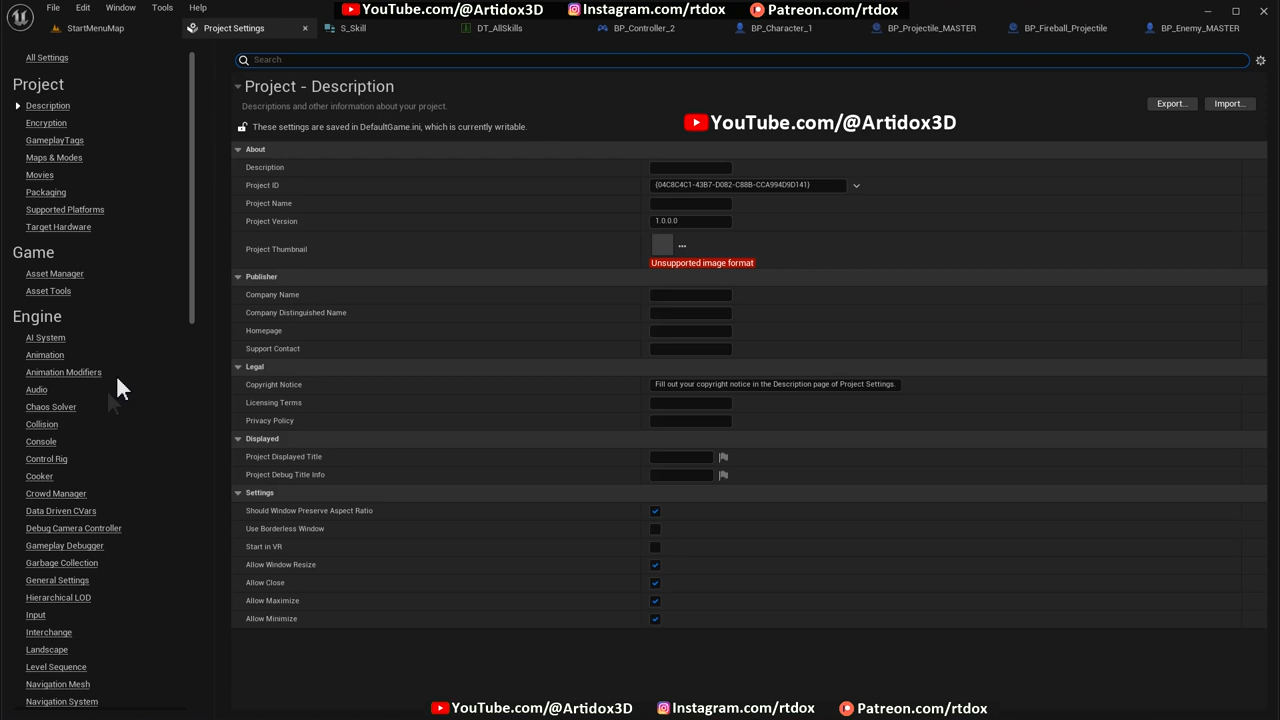 File Edit Window Tools Help YouTube.com/@Artidox3D Instagram.com/rtdox Patreon.com/rtdox
StartMenuMap Project Settings S_Skill DT_AllSkills BP_Controller_2 BP_Character_1 BP_Projectile_MASTER BP_Fireball_Projectile BP_Enemy_MASTER
All Settings
Project
Description
Encryption
GameplayTags
Maps & Modes
Movies
Packaging
Supported Platforms
Target Hardware
Game
Asset Manager
Asset Tools
Engine
AI System
Animation
Animation Modifiers
Audio
Chaos Solver
Collision
Console
Control Rig
Cooker
Crowd Manager
Data Driven CVars
Debug Camera Controller
Gameplay Debugger
Garbage Collection
General Settings
Hierarchical LOD
Input
Interchange
Landscape
Level Sequence
Navigation Mesh
Navigation System
Search
Project - Description
Descriptions and other information about your project.
Export... Import...
These settings are saved in DefaultGame.ini, which is currently writable.
YouTube.com/@Artidox3D
About
Description
Project ID {04C8C4C1-43B7-D082-C88B-CCA994D9D141}
Project Name
Project Version 1.0.0.0
Project Thumbnail
Unsupported image format
Publisher
Company Name
Company Distinguished Name
Homepage
Support Contact
Legal
Copyright Notice Fill out your copyright notice in the Description page of Project Settings.
Licensing Terms
Privacy Policy
Displayed
Project Displayed Title
Project Debug Title Info
Settings
Should Window Preserve Aspect Ratio
Use Borderless Window
Start in VR
Allow Window Resize
Allow Close
Allow Maximize
Allow Minimize
YouTube.com/@Artidox3D Instagram.com/rtdox Patreon.com/rtdox